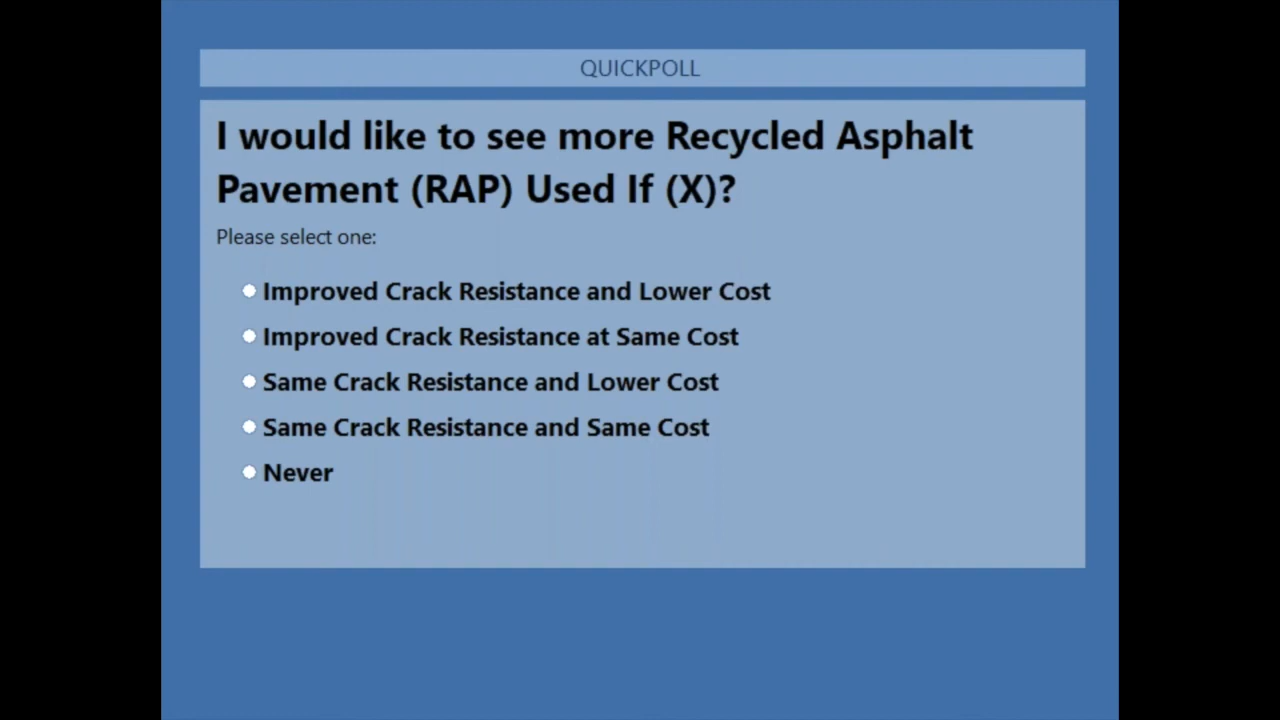 QUICKPOLL
I would like to see more Recycled Asphalt
Pavement (RAP) Used If (X)?
Please select one:
Improved Crack Resistance and Lower Cost
Improved Crack Resistance at Same Cost
Same Crack Resistance and Lower Cost
Same Crack Resistance and Same Cost
Never